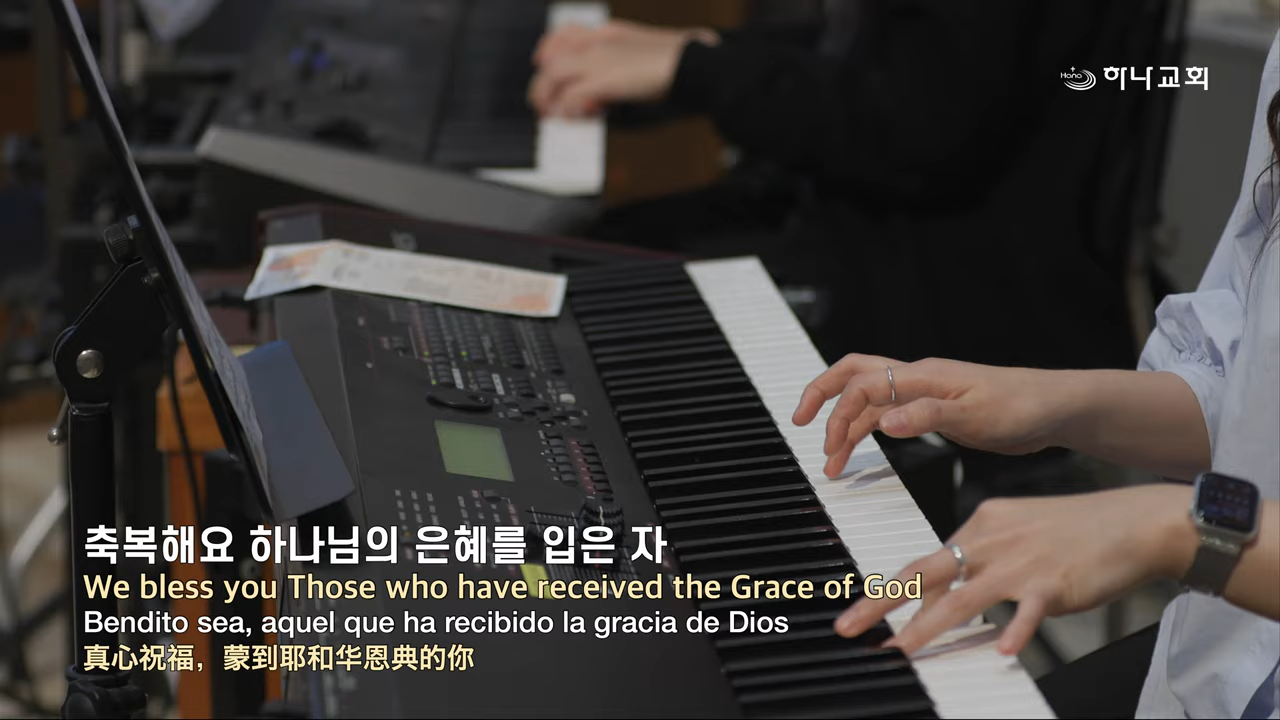 Hana 하나교회
축복해요 하나님의 은혜를 입은 자
We bless you Those who have received the Grace of God
Bendito sea, aquel que ha recibido la gracia de Dios
真心祝福，蒙到耶和华恩典的你